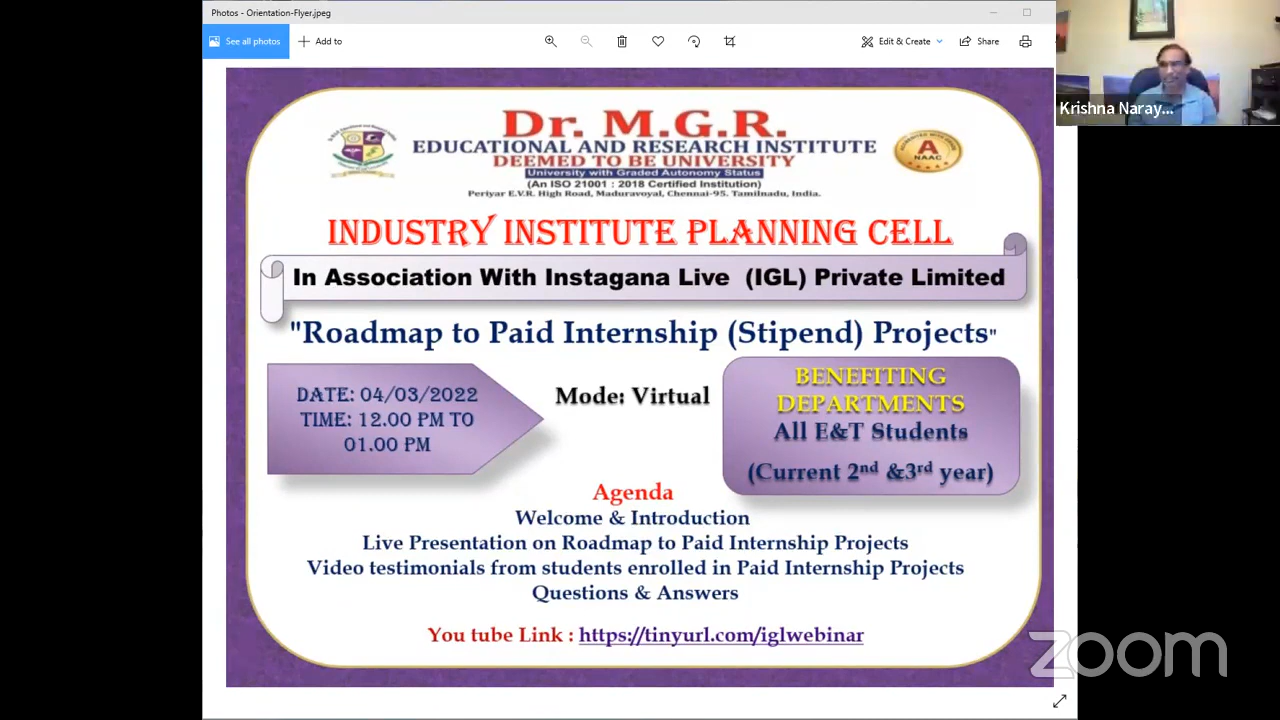 Photos - Orientation-Flyer.jpeg
See all photos
Add to
Edit & Create
Share
Krishna Naray...
Dr. M.G.R.
EDUCATIONAL AND RESEARCH INSTITUTE
DEEMED TO BE UNIVERSITY
University with Graded Autonomy Status
(An ISO 21001 : 2018 Certified Institution)
Periyar E.V.R. High Road, Maduravoyal, Chennai-95. Tamilnadu, India.
A
NAAC
INDUSTRY INSTITUTE PLANNING CELL
In Association With Instagana Live (IGL) Private Limited
"Roadmap to Paid Internship (Stipend) Projects"
DATE: 04/03/2022
TIME: 12.00 PM TO
01.00 PM
Mode: Virtual
BENEFITING
DEPARTMENTS
All E&T Students
(Current 2nd &3rd year)
Agenda
Welcome & Introduction
Live Presentation on Roadmap to Paid Internship Projects
Video testimonials from students enrolled in Paid Internship Projects
Questions & Answers
You tube Link : https://tinyurl.com/iglwebinar
zoom